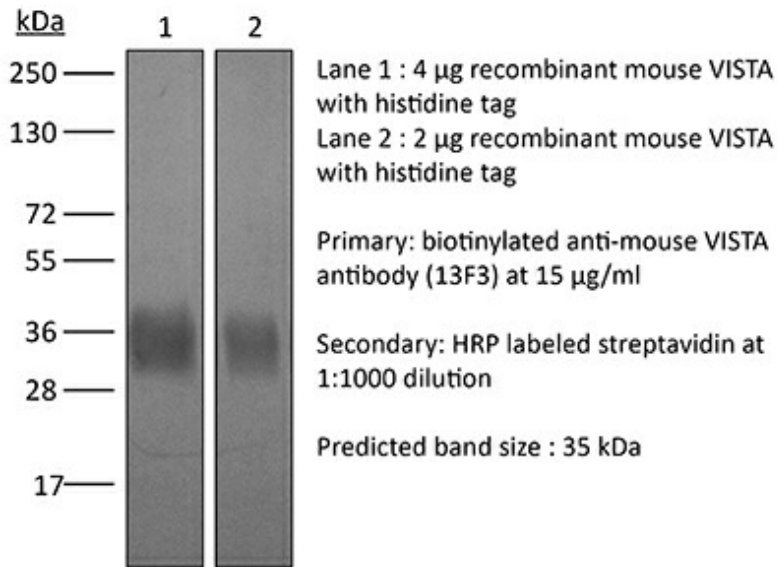 kDa
1 2
250
130
72
55
36
28
17
Lane 1 : 4 µg recombinant mouse VISTA
with histidine tag
Lane 2 : 2 µg recombinant mouse VISTA
with histidine tag
Primary: biotinylated anti-mouse VISTA
antibody (13F3) at 15 µg/ml
Secondary: HRP labeled streptavidin at
1:1000 dilution
Predicted band size : 35 kDa